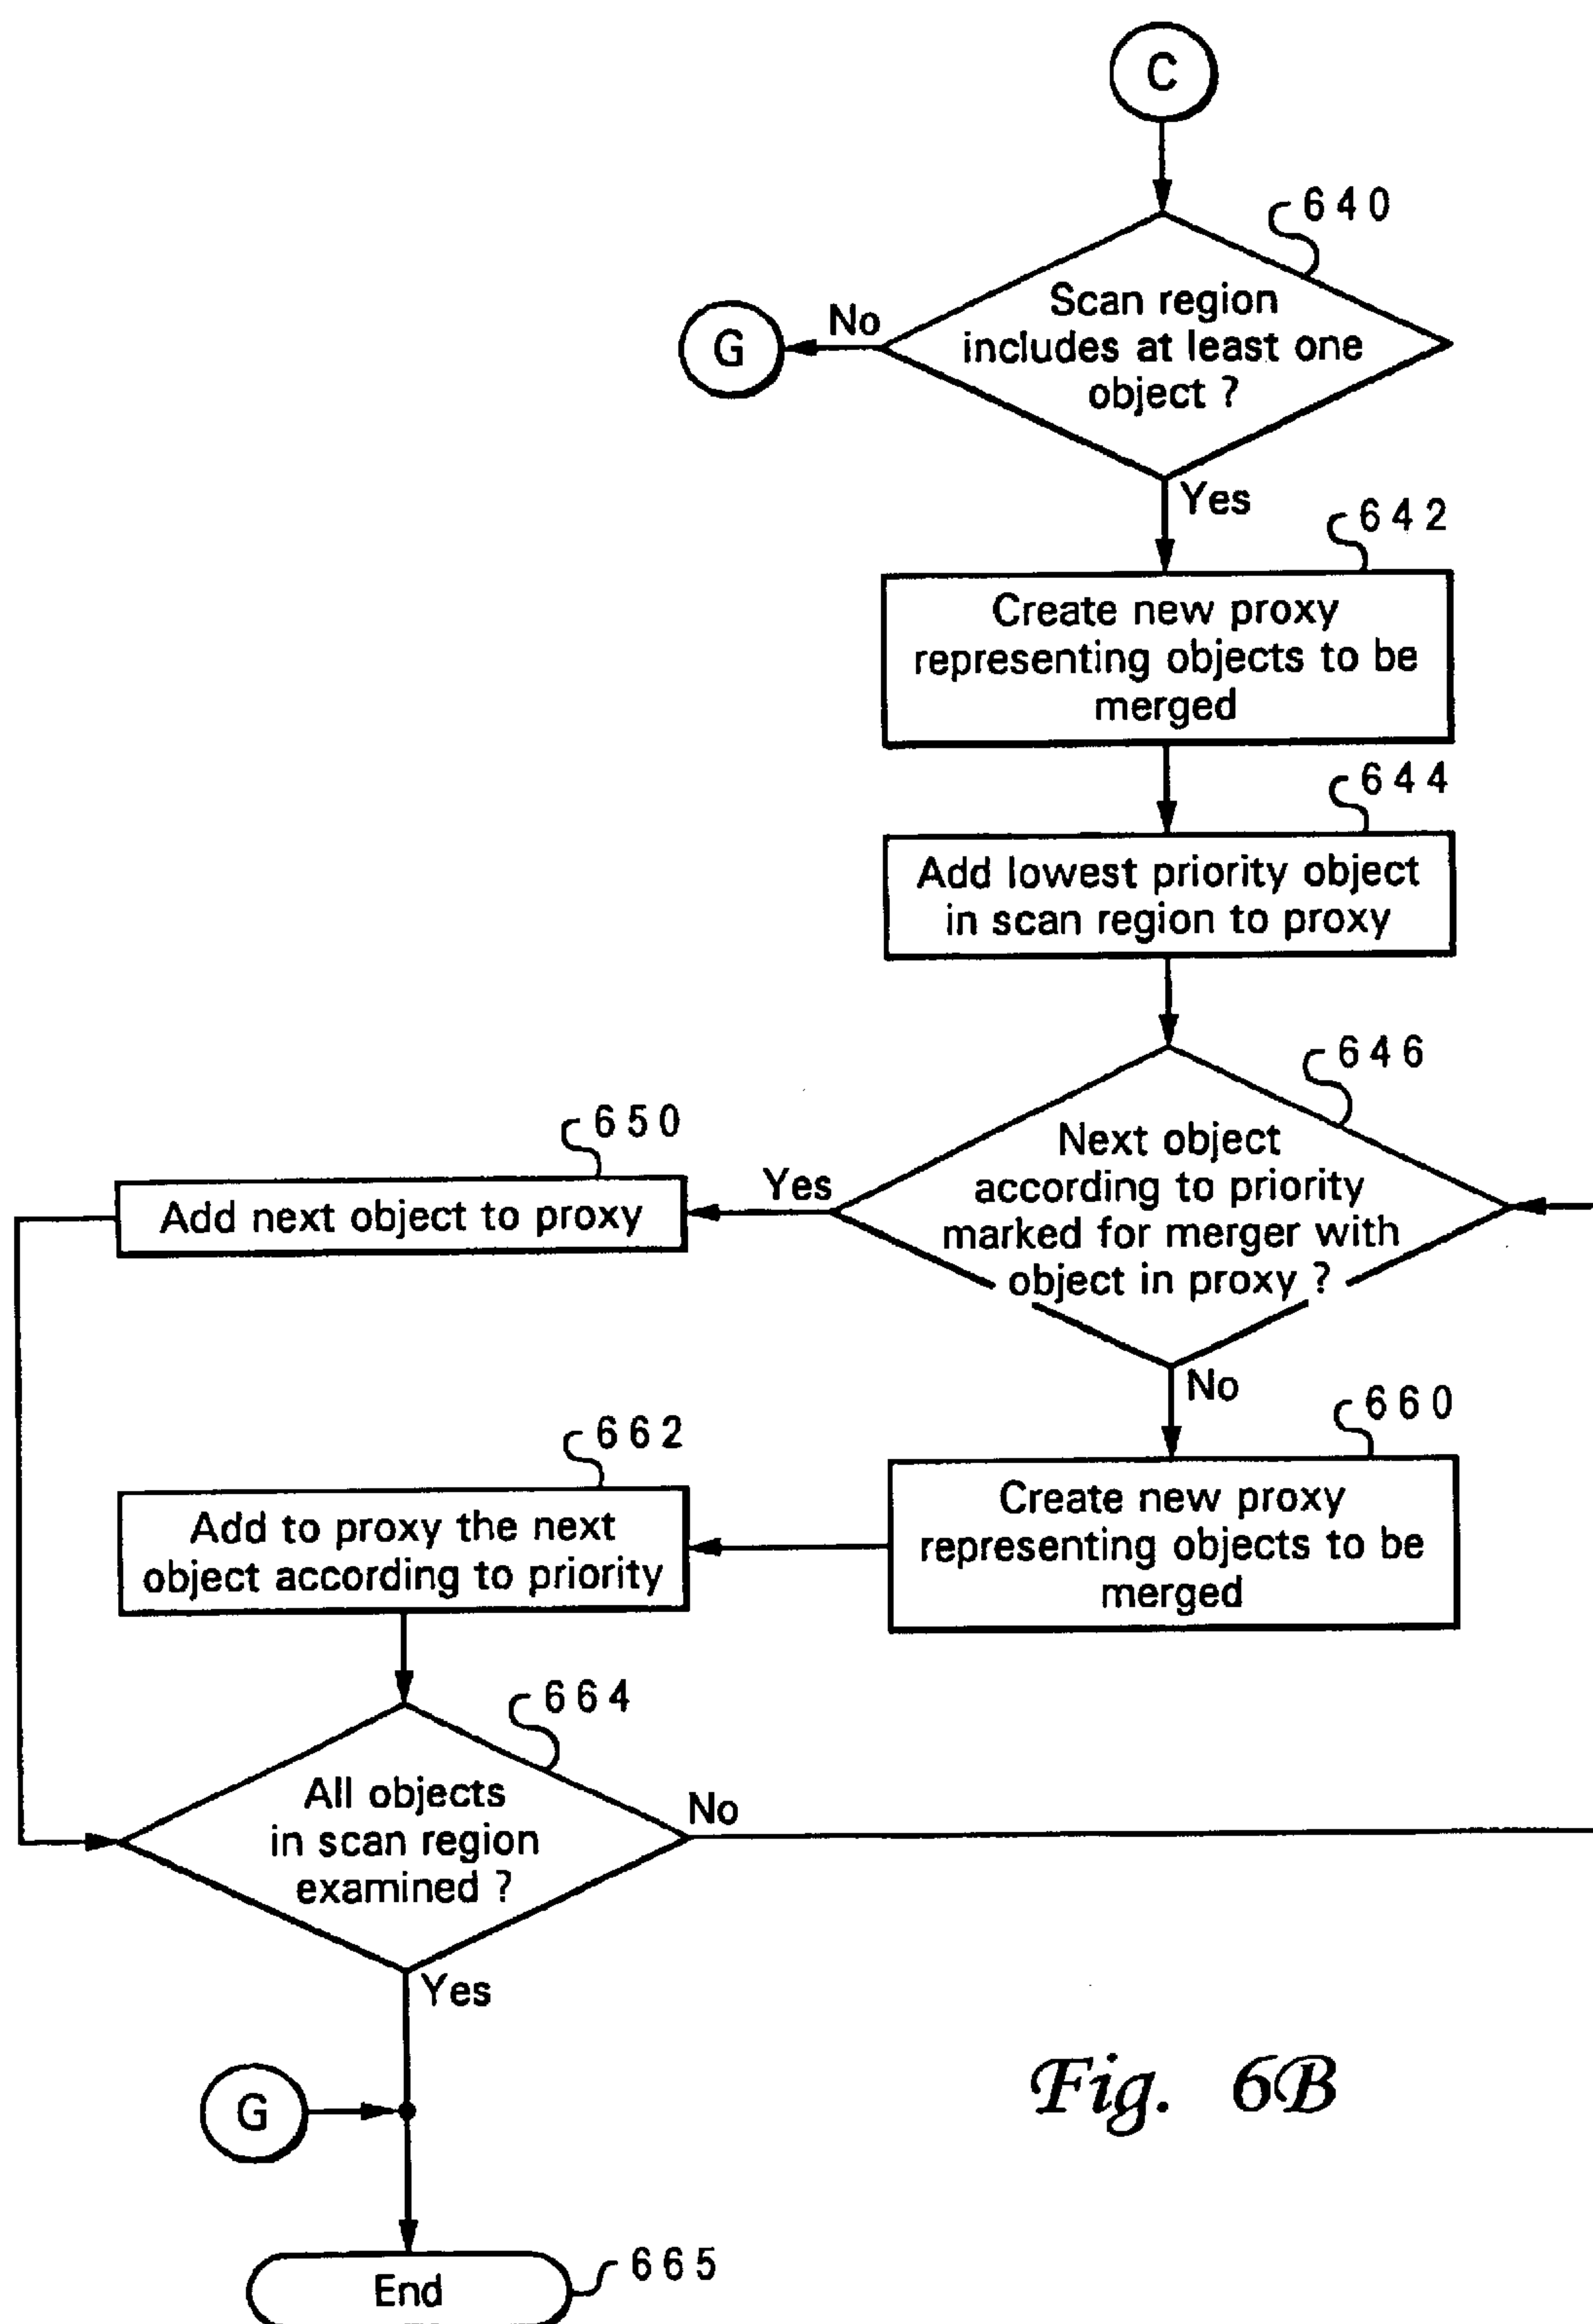 C
640
Scan region
includes at least one
object ?
No
G
Yes
642
Create new proxy
representing objects to be
merged
644
Add lowest priority object
in scan region to proxy
646
Next object
according to priority
marked for merger with
object in proxy ?
Yes
650
Add next object to proxy
No
660
Create new proxy
representing objects to be
merged
662
Add to proxy the next
object according to priority
664
All objects
in scan region
examined ?
No
Yes
G
Fig. 6B
End
665